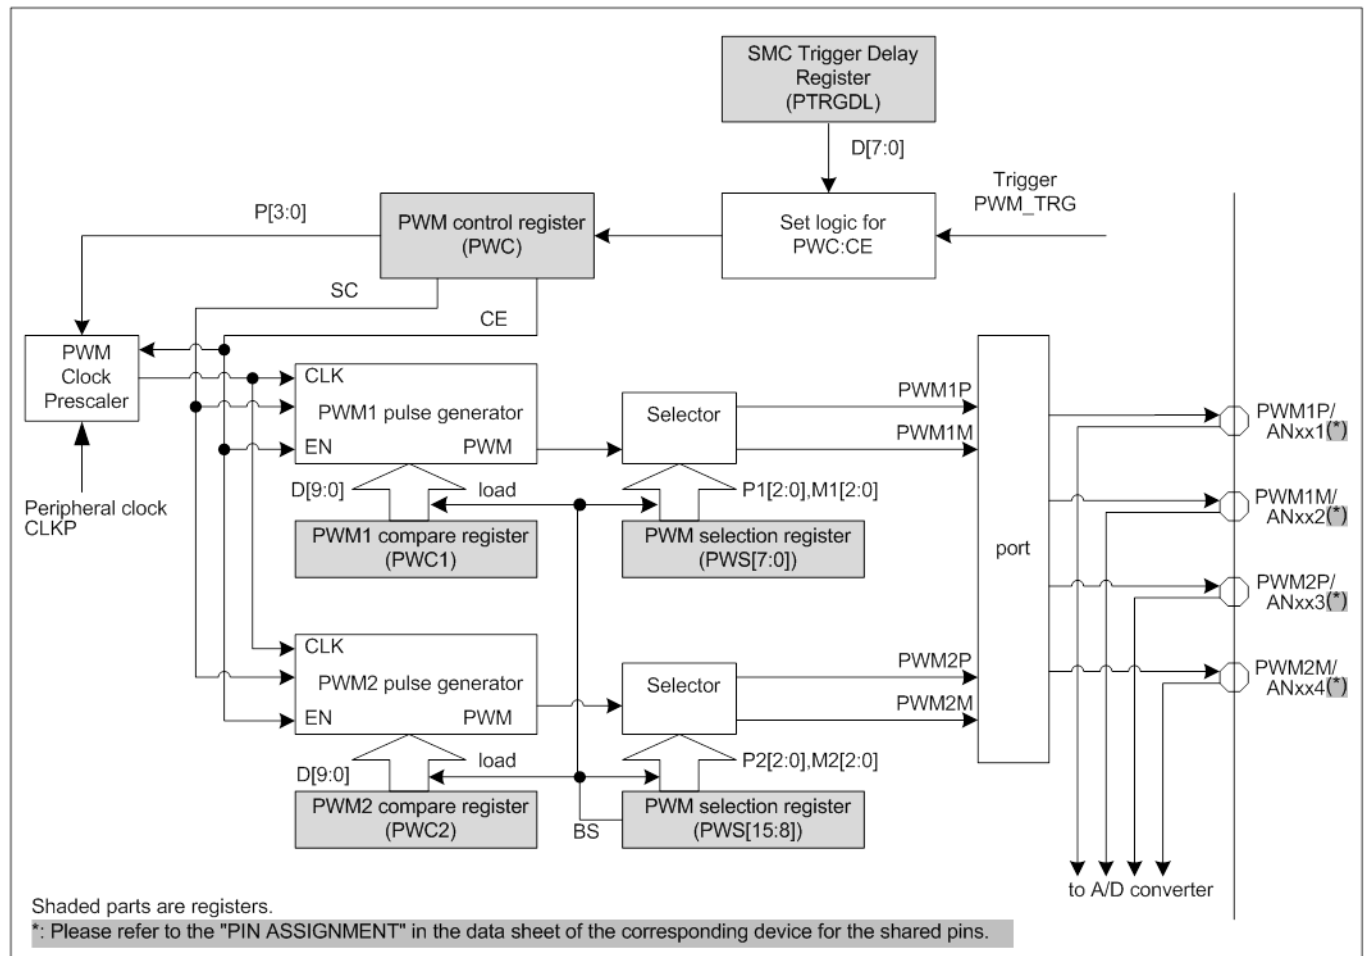 SMC Trigger Delay
Register
(PTRGDL)
D[7:0]
Trigger
PWM_TRG
P[3:0]
PWM control register
(PWC)
Set logic for
PWC:CE
SC
CE
PWM
Clock
Prescaler
CLK
PWM1 pulse generator
EN
PWM
Selector
PWM1P
PWM1M
PWM1P/
ANxx1(*)
Peripheral clock
CLKP
D[9:0]
load
P1[2:0],M1[2:0]
PWM1 compare register
(PWC1)
PWM selection register
(PWS[7:0])
port
PWM1M/
ANxx2(*)
PWM2P/
ANxx3(*)
CLK
PWM2 pulse generator
EN
PWM
Selector
PWM2P
PWM2M
PWM2M/
ANxx4(*)
D[9:0]
load
P2[2:0],M2[2:0]
PWM2 compare register
(PWC2)
BS
PWM selection register
(PWS[15:8])
to A/D converter
Shaded parts are registers.
*: Please refer to the "PIN ASSIGNMENT" in the data sheet of the corresponding device for the shared pins.